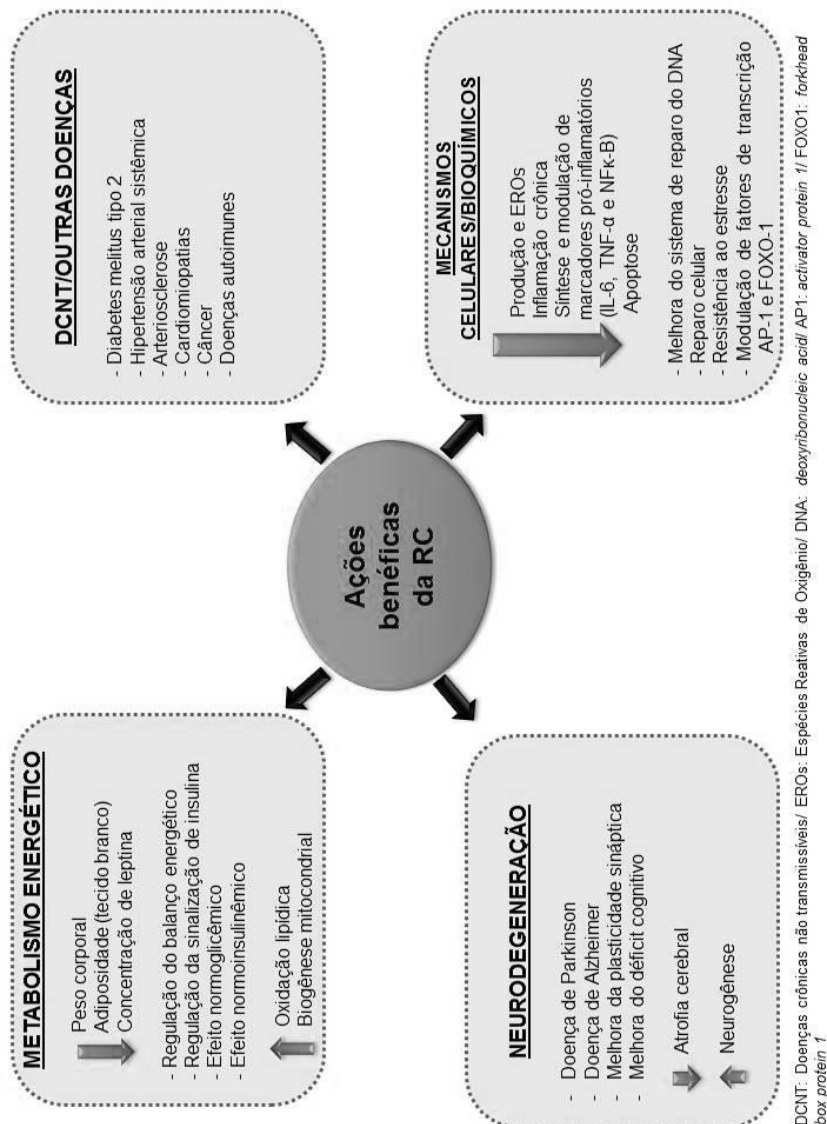 METABOLISMO ENERGÉTICO
Peso corporal
Adiposidade (tecido branco)
Concentração de leptina
- Regulação do balanço energético
- Regulação da sinalização de insulina
- Efeito normoglicêmico
- Efeito normoinsulinêmico
Oxidação lipídica
Biogênese mitocondrial
DCNT/OUTRAS DOENÇAS
- Diabetes melitus tipo 2
- Hipertensão arterial sistêmica
- Arteriosclerose
- Cardiomiopatias
- Câncer
- Doenças autoimunes
Ações
benéficas
da RC
NEURODEGENERAÇÃO
- Doença de Parkinson
- Doença de Alzheimer
- Melhora da plasticidade sináptica
- Melhora do déficit cognitivo
Atrofia cerebral
Neurogênese
MECANISMOS
CELULARES/BIOQUÍMICOS
Produção e EROs
Inflamação crônica
Síntese e modulação de
marcadores pró-inflamatórios
(IL-6, TNF-α e NFκ-B)
Apoptose
- Melhora do sistema de reparo do DNA
- Reparo celular
- Resistência ao estresse
- Modulação de fatores de transcrição
AP-1 e FOXO-1
DCNT: Doenças crônicas não transmissíveis/ EROs: Espécies Reativas de Oxigênio/ DNA: deoxyribonucleic acid/ AP1: activator protein 1/ FOXO1: forkhead
box protein 1